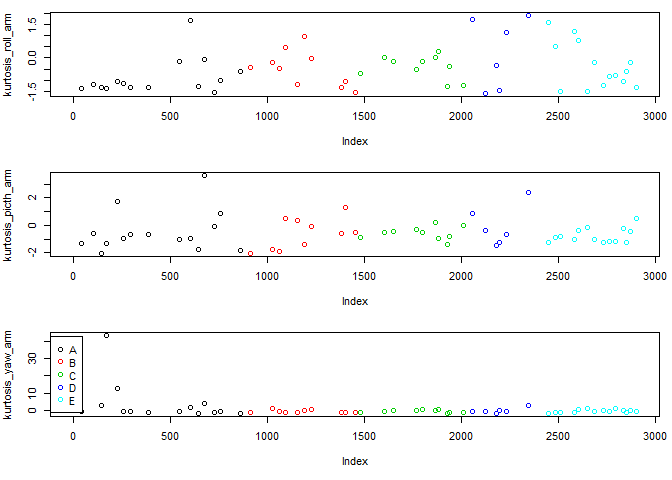 kurtosis_roll_arm
1.5
0.0
-1.5
0 500 1000 1500 2000 2500 3000
Index
kurtosis_picth_arm
2
0
-2
0 500 1000 1500 2000 2500 3000
Index
kurtosis_yaw_arm
30
10
0
A
B
C
D
E
0 500 1000 1500 2000 2500 3000
Index